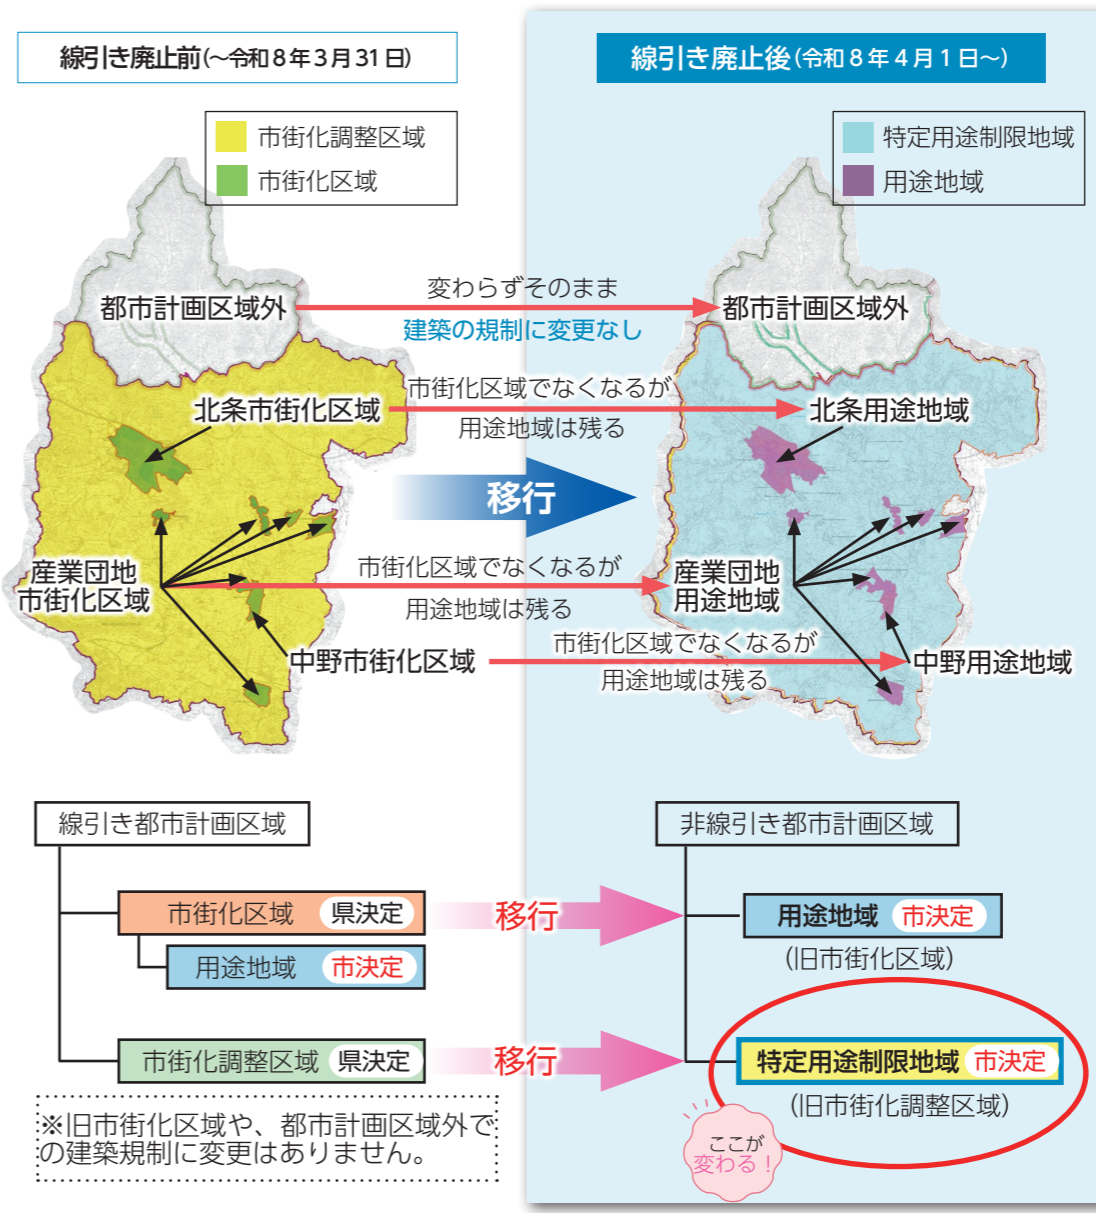 線引き廃止前(〜令和8年3月31日)
線引き廃止後(令和8年4月1日〜)
市街化調整区域
市街化区域
特定用途制限地域
用途地域
都市計画区域外
変わらずそのまま
建築の規制に変更なし
都市計画区域外
北条市街化区域
市街化区域でなくなるが
用途地域は残る
北条用途地域
移行
産業団地
市街化区域
市街化区域でなくなるが
用途地域は残る
産業団地
用途地域
中野市街化区域
市街化区域でなくなるが
用途地域は残る
中野用途地域
線引き都市計画区域
市街化区域 県決定
用途地域 市決定
市街化調整区域 県決定
移行
移行
非線引き都市計画区域
用途地域 市決定
(旧市街化区域)
特定用途制限地域 市決定
(旧市街化調整区域)
ここが
変わる!
※旧市街化区域や、都市計画区域外で
の建築規制に変更はありません。